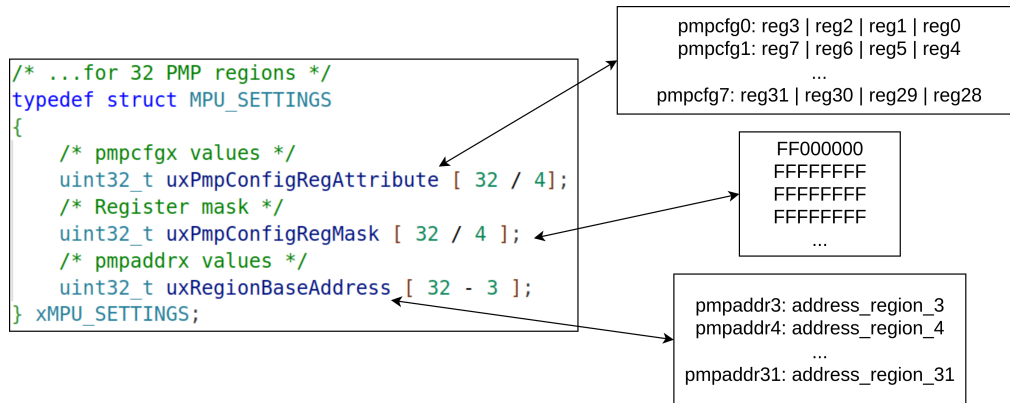 /* ...for 32 PMP regions */
typedef struct MPU_SETTINGS
{
    /* pmpcfgx values */
    uint32_t uxPmpConfigRegAttribute [ 32 / 4];
    /* Register mask */
    uint32_t uxPmpConfigRegMask [ 32 / 4 ];
    /* pmpaddrx values */
    uint32_t uxRegionBaseAddress [ 32 - 3 ];
} xMPU_SETTINGS;
pmpcfg0: reg3 | reg2 | reg1 | reg0
pmpcfg1: reg7 | reg6 | reg5 | reg4
...
pmpcfg7: reg31 | reg30 | reg29 | reg28
FF000000
FFFFFFFF
FFFFFFFF
FFFFFFFF
...
pmpaddr3: address_region_3
pmpaddr4: address_region_4
...
pmpaddr31: address_region_31